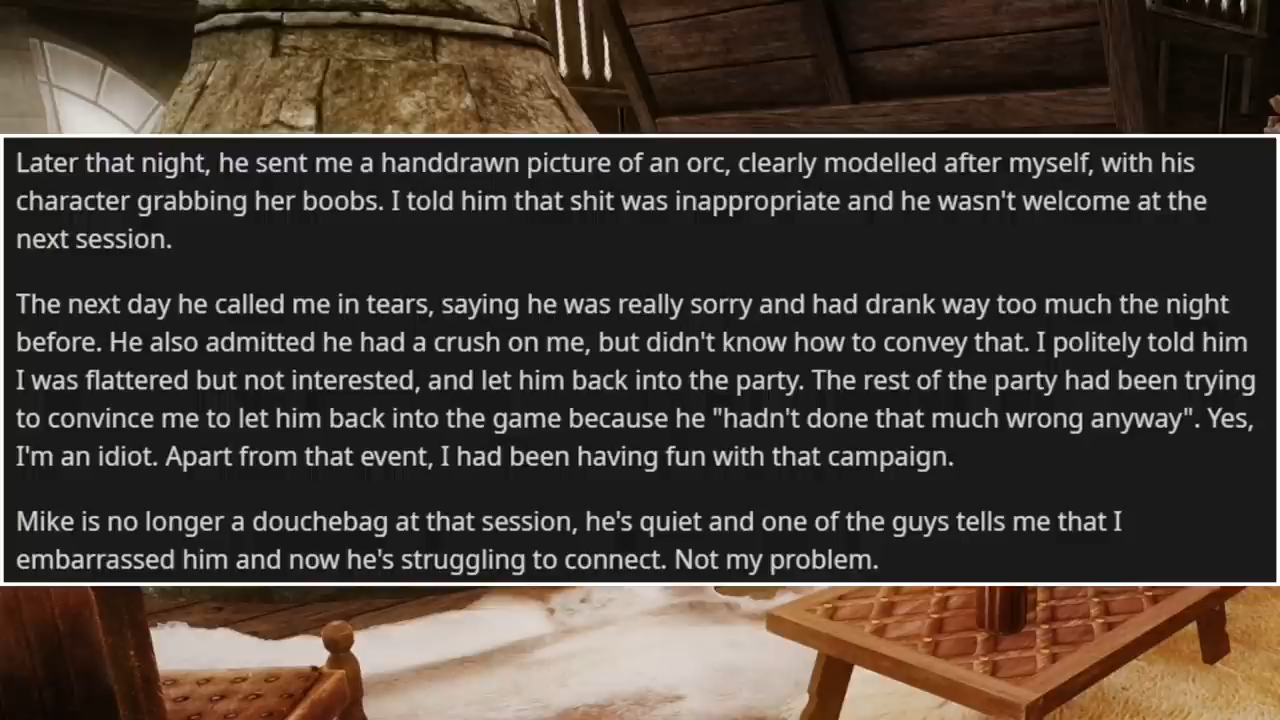 Later that night, he sent me a handdrawn picture of an orc, clearly modelled after myself, with his
character grabbing her boobs. I told him that shit was inappropriate and he wasn't welcome at the
next session.
The next day he called me in tears, saying he was really sorry and had drank way too much the night
before. He also admitted he had a crush on me, but didn't know how to convey that. I politely told him
I was flattered but not interested, and let him back into the party. The rest of the party had been trying
to convince me to let him back into the game because he "hadn't done that much wrong anyway". Yes,
I'm an idiot. Apart from that event, I had been having fun with that campaign.
Mike is no longer a douchebag at that session, he's quiet and one of the guys tells me that I
embarrassed him and now he's struggling to connect. Not my problem.